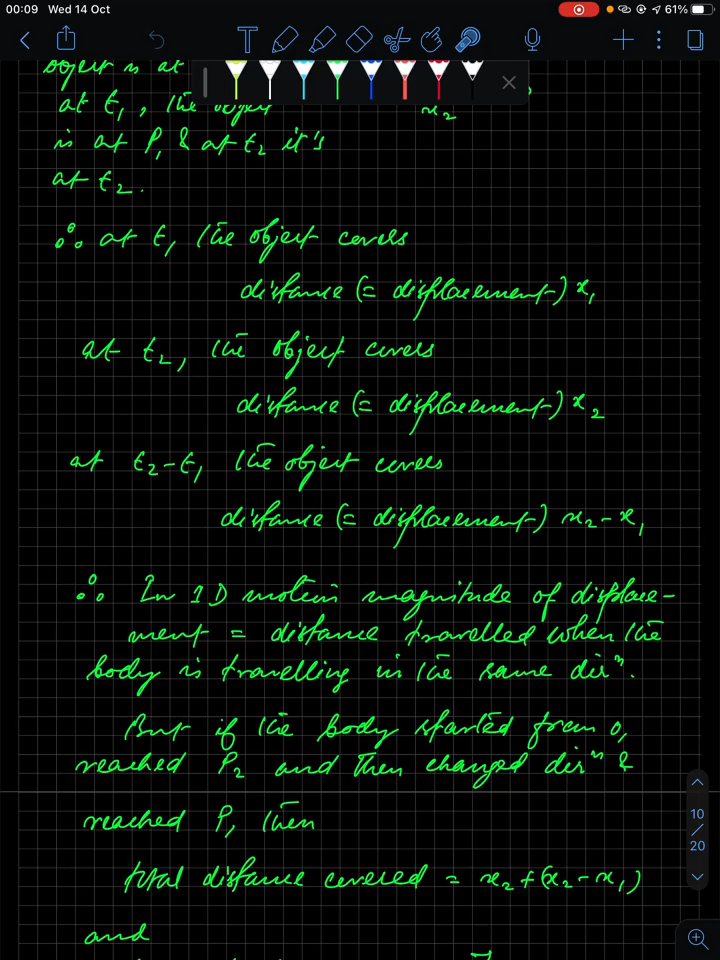 00:09 Wed 14 Oct
61%
T
object is at
at t₁, the object
x₂
is at P₁ & at t₂ it's
at t₂.
∴ at t₁ the object covers
distance (= displacement) x₁
at t₂, the object covers
distance (= displacement) x₂
at t₂-t₁ the object covers
distance (= displacement) x₂ - x₁
∴ In 1D motion magnitude of displace-
ment = distance travelled when the
body is travelling in the same dirⁿ.
But if the body started from 0,
reached P₂ and then changed dirⁿ &
reached P₁ then
total distance covered = x₂ + (x₂ - x₁)
and
10
/
20